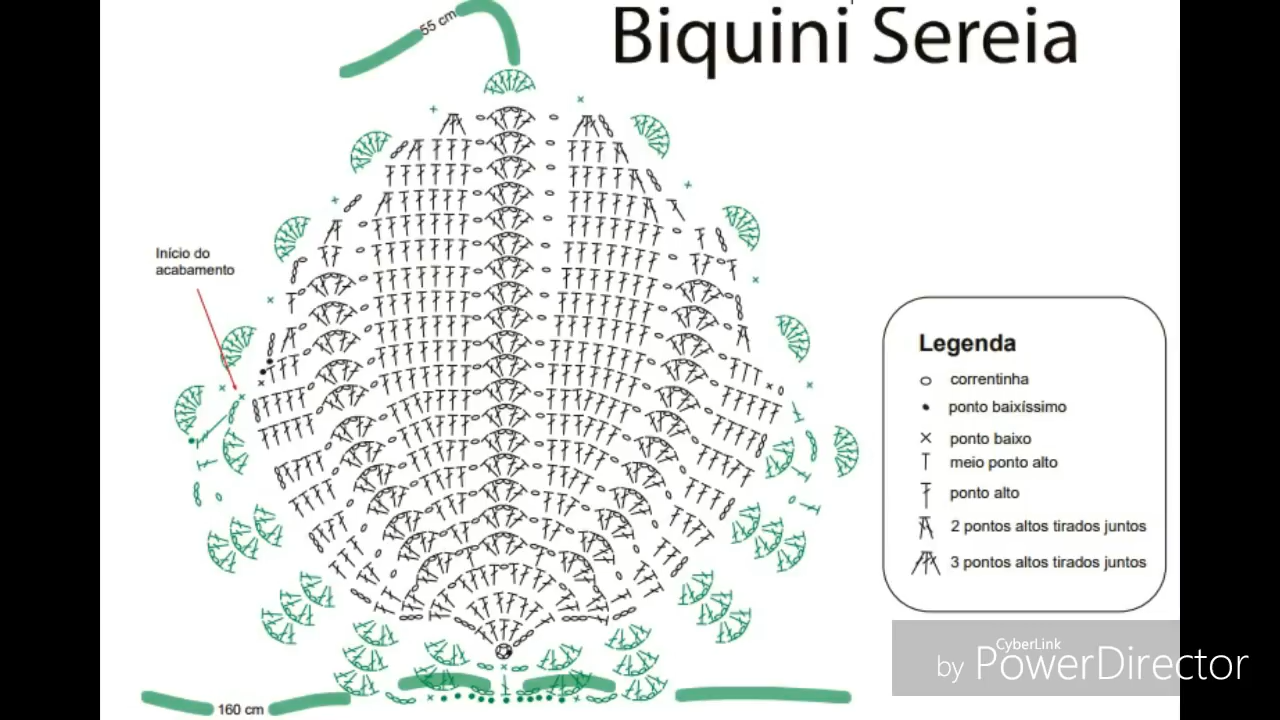 55 cm
Biquini Sereia
Início do
acabamento
Legenda
correntinha
ponto baixíssimo
ponto baixo
meio ponto alto
ponto alto
2 pontos altos tirados juntos
3 pontos altos tirados juntos
160 cm
CyberLink
by PowerDirector